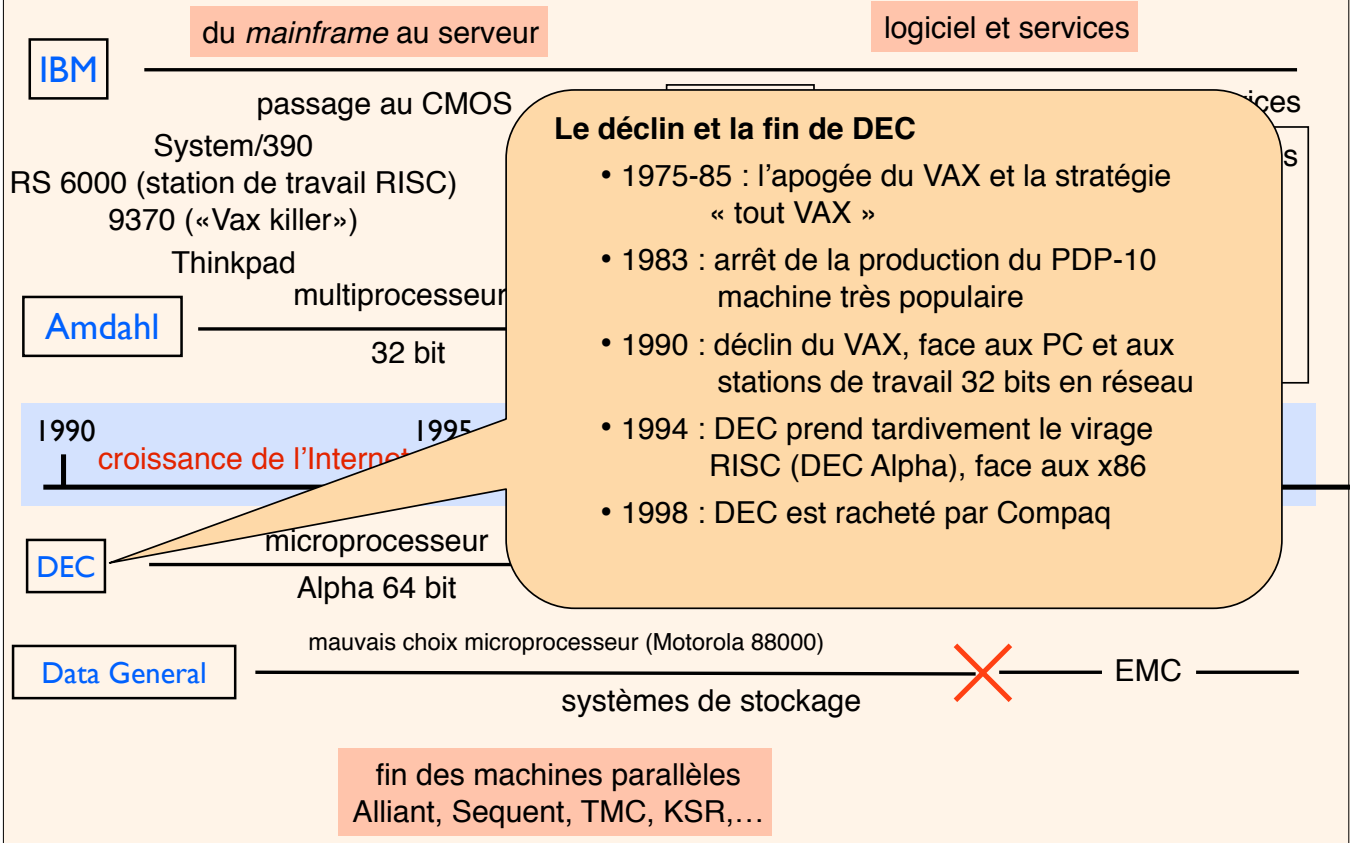 du mainframe au serveur
logiciel et services
IBM
passage au CMOS
System/390
RS 6000 (station de travail RISC)
9370 («Vax killer»)
Thinkpad
Amdahl
multiprocesseur
32 bit
Le déclin et la fin de DEC
• 1975-85 : l’apogée du VAX et la stratégie
« tout VAX »
• 1983 : arrêt de la production du PDP-10
machine très populaire
• 1990 : déclin du VAX, face aux PC et aux
stations de travail 32 bits en réseau
• 1994 : DEC prend tardivement le virage
RISC (DEC Alpha), face aux x86
• 1998 : DEC est racheté par Compaq
1990
1995
croissance de l’Internet
DEC
microprocesseur
Alpha 64 bit
Data General
mauvais choix microprocesseur (Motorola 88000)
systèmes de stockage
EMC
fin des machines parallèles
Alliant, Sequent, TMC, KSR,…